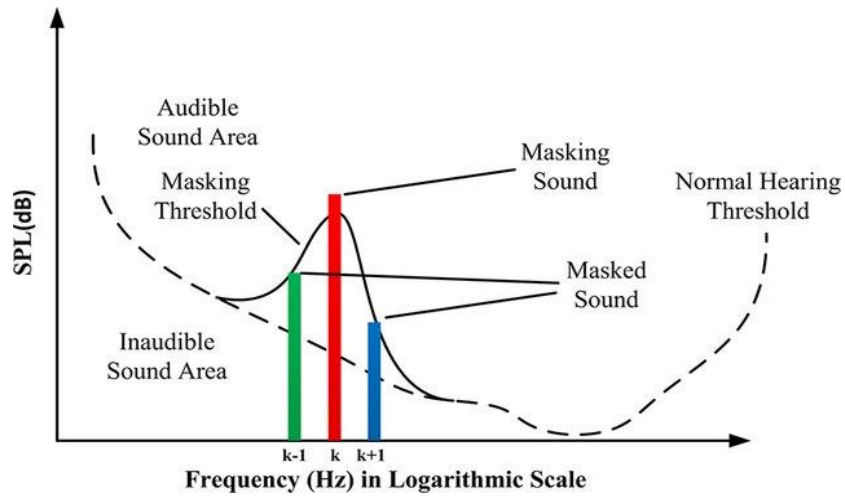 Audible
Sound Area
Masking
Threshold
Masking
Sound
Normal Hearing
Threshold
SPL(dB)
Masked
Sound
Inaudible
Sound Area
k-1 k k+1
Frequency (Hz) in Logarithmic Scale